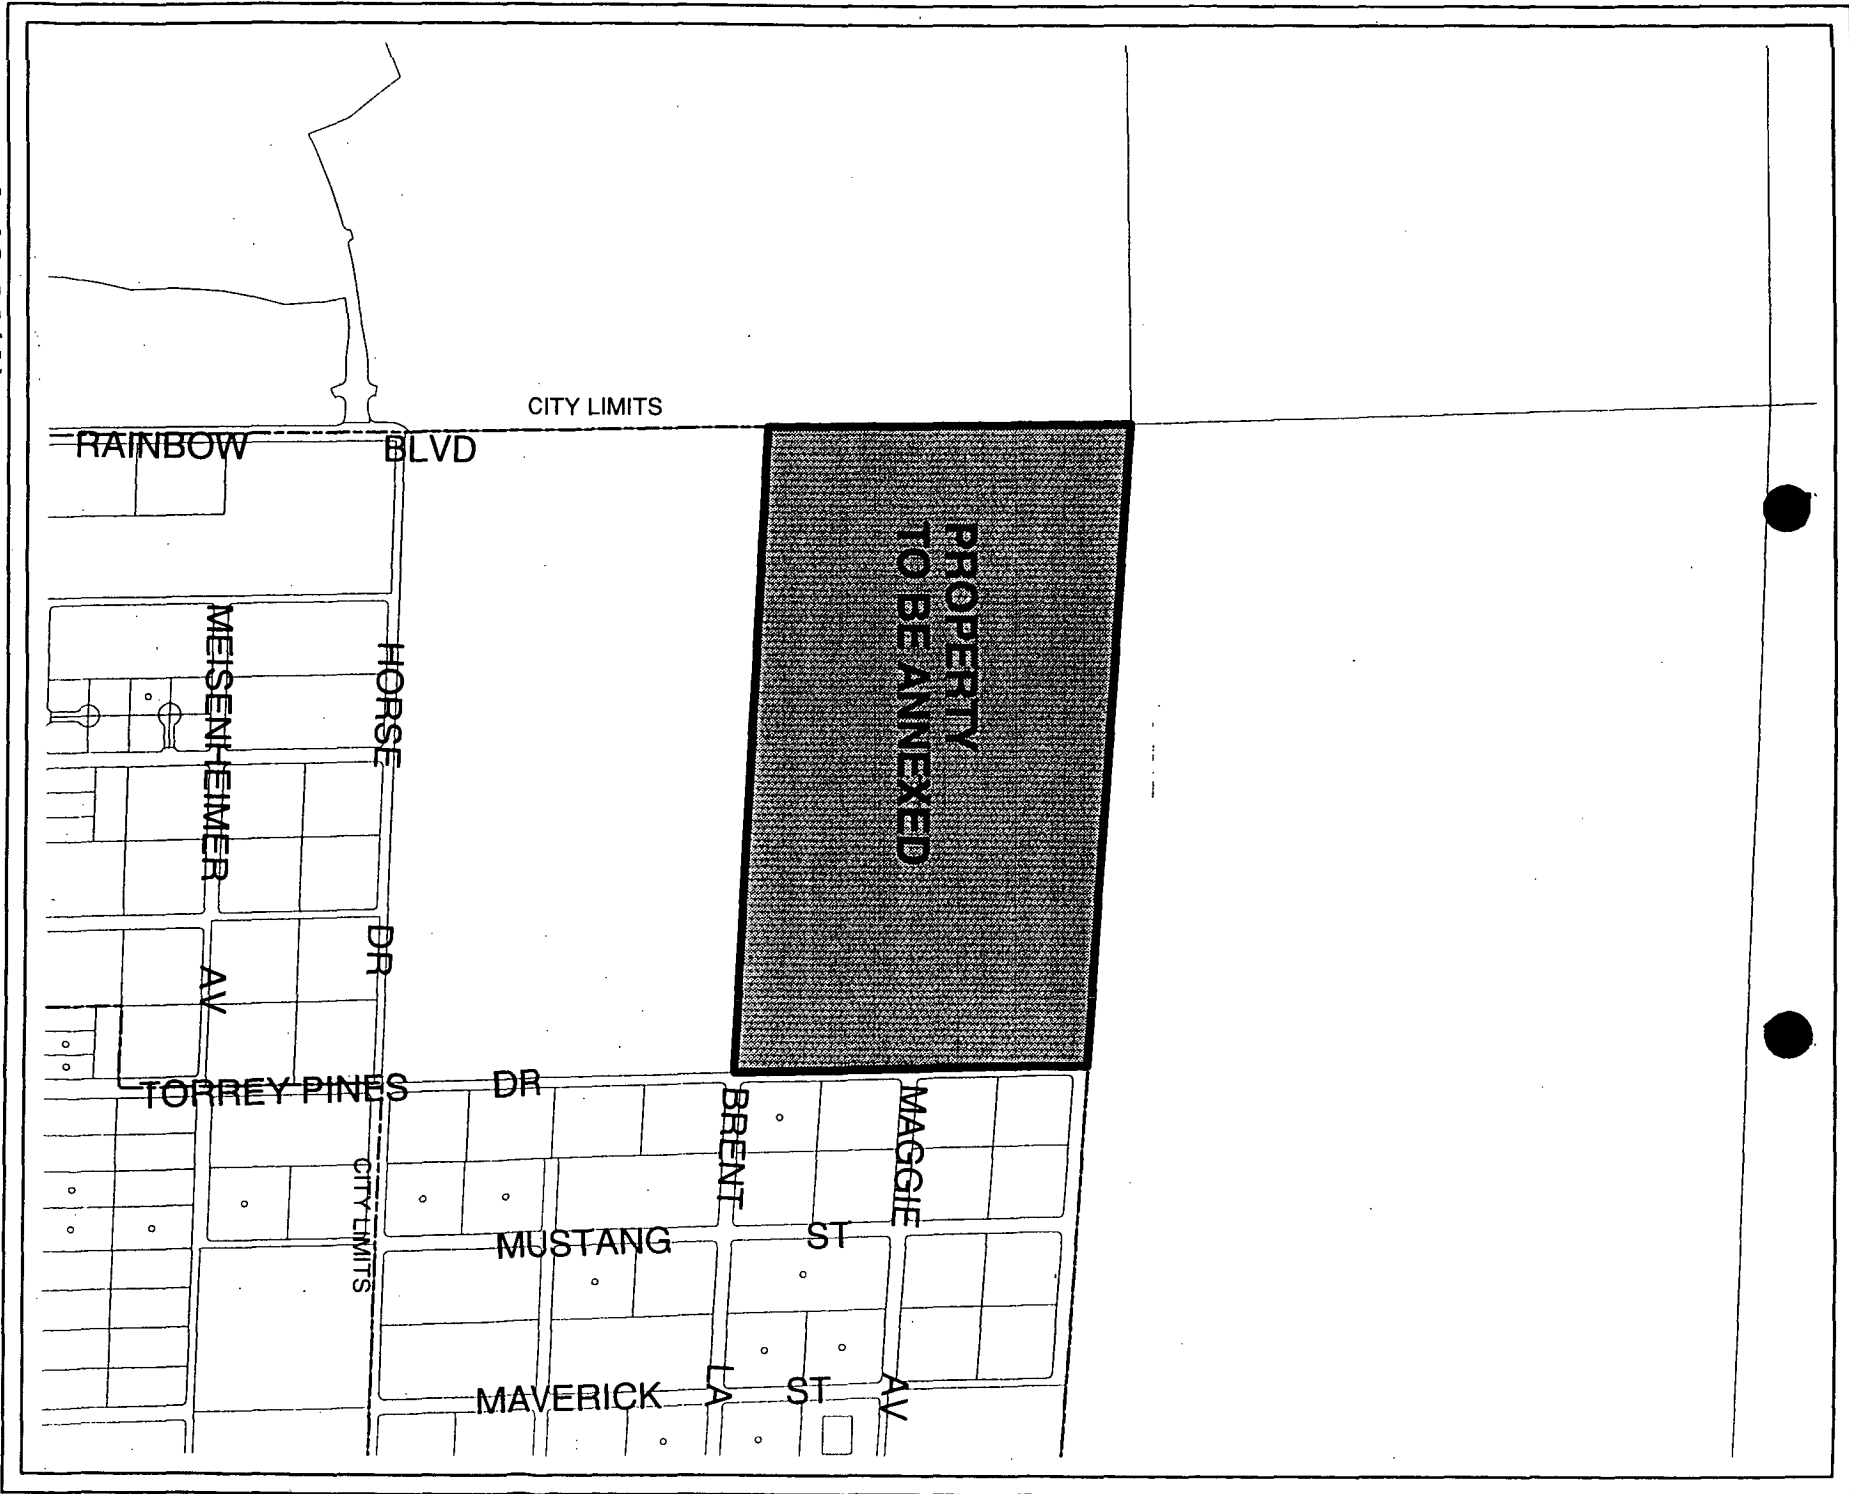 CITY LIMITS
RAINBOW BLVD
PROPERTY
TO BE ANNEXED
MEISENHEIMER AV
HORSE DR
TORREY PINES DR
BRENT LA
MAGGIE AV
CITY LIMITS
MUSTANG ST
MAVERICK ST